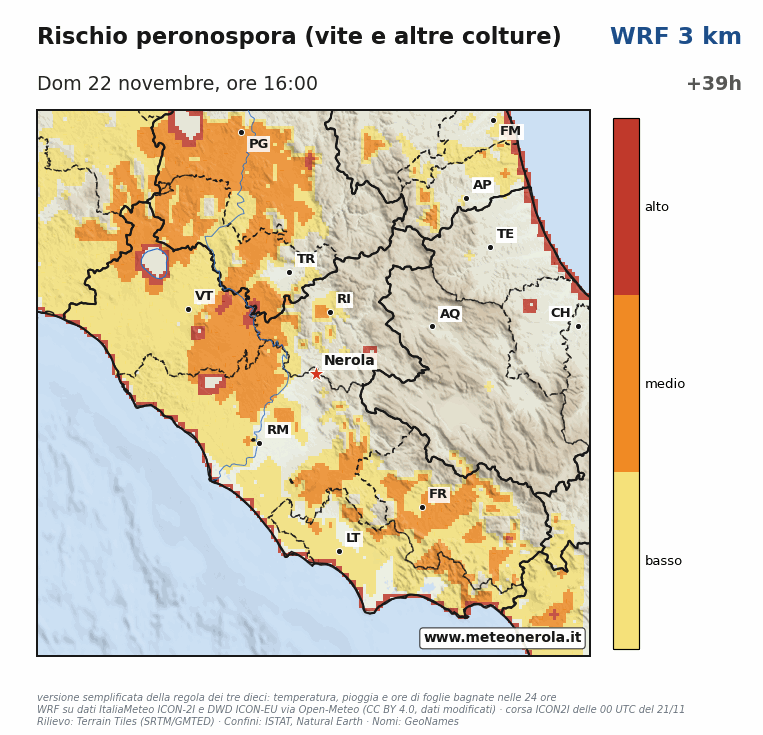 Rischio peronospora (vite e altre colture)
WRF 3 km
Dom 22 novembre, ore 16:00
+39h
FM
PG
AP
TE
TR
VT
RI
AQ
CH
Nerola
RM
FR
LT
alto
medio
basso
www.meteonerola.it
versione semplificata della regola dei tre dieci: temperatura, pioggia e ore di foglie bagnate nelle 24 ore
WRF su dati ItaliaMeteo ICON-2I e DWD ICON-EU via Open-Meteo (CC BY 4.0, dati modificati) · corsa ICON2I delle 00 UTC del 21/11
Rilievo: Terrain Tiles (SRTM/GMTED) · Confini: ISTAT, Natural Earth · Nomi: GeoNames